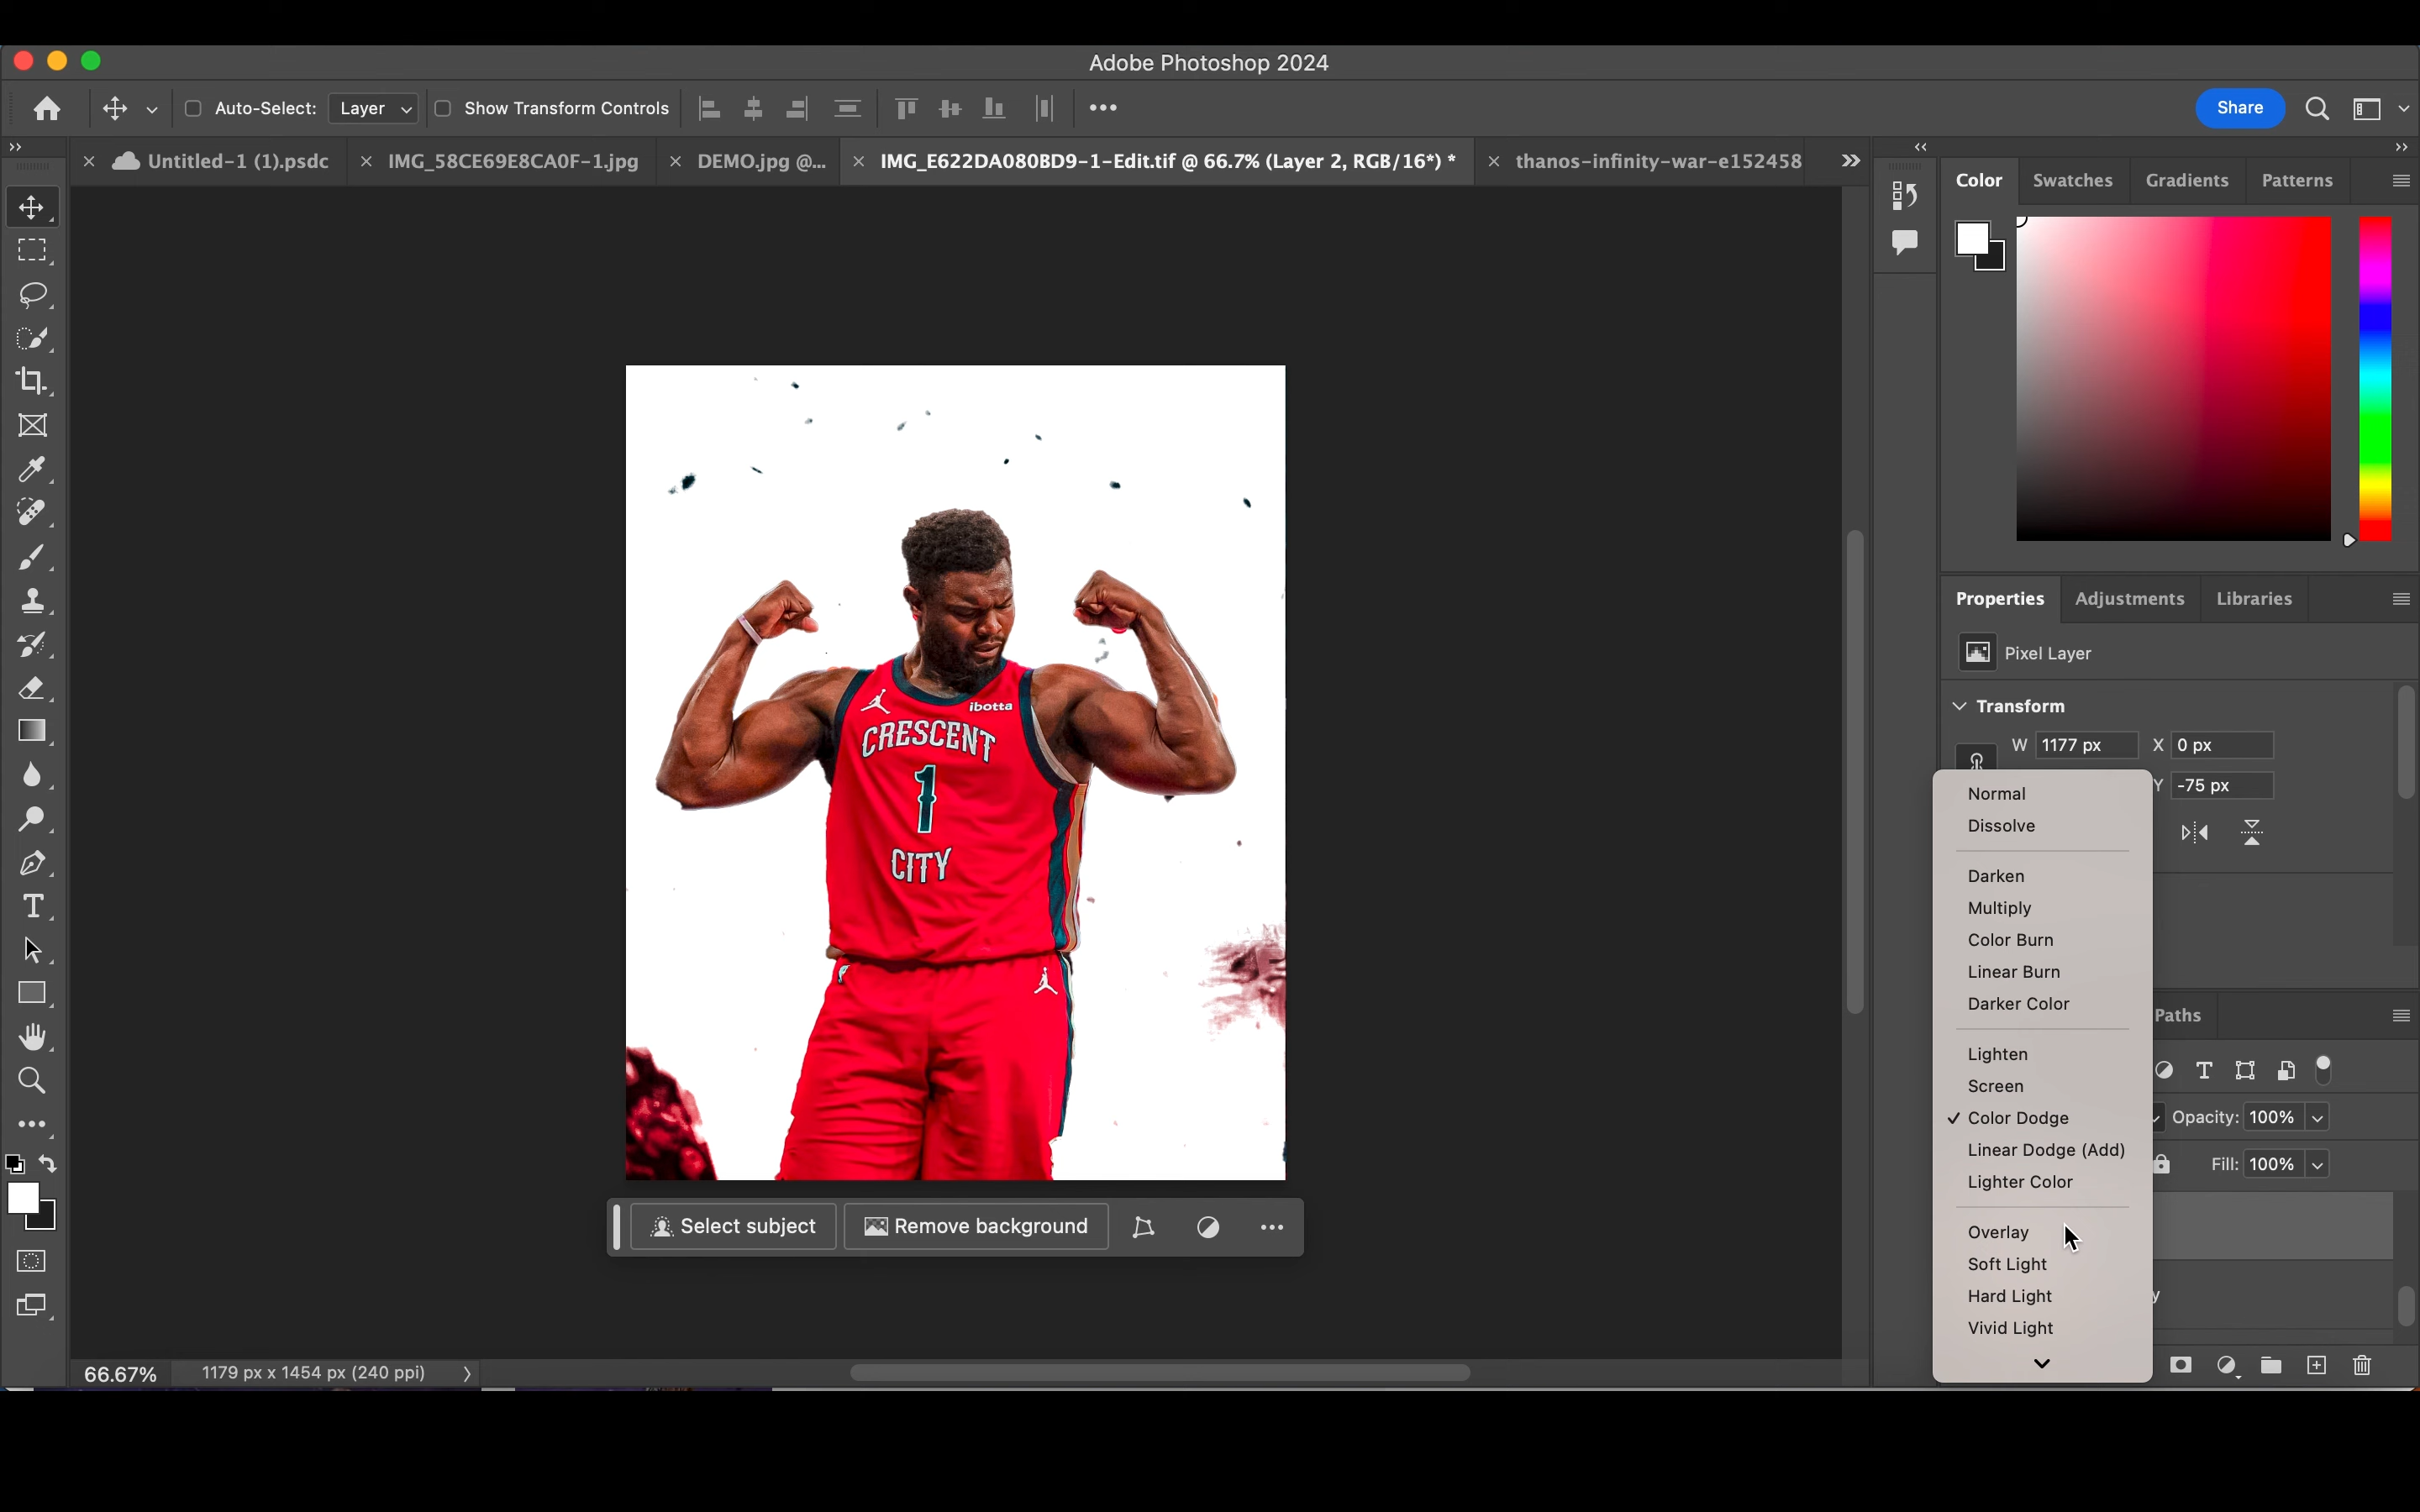 Adobe Photoshop 2024
Auto-Select: Layer Show Transform Controls Share
Untitled-1 (1).psdc IMG_58CE69E8CA0F-1.jpg DEMO.jpg @... IMG_E622DA080BD9-1-Edit.tif @ 66.7% (Layer 2, RGB/16*) * thanos-infinity-war-e152458
Color Swatches Gradients Patterns
Properties Adjustments Libraries
Pixel Layer
Transform
W 1177 px X 0 px
Y -75 px
Normal
Dissolve
Darken
Multiply
Color Burn
Linear Burn
Darker Color
Lighten
Screen
Color Dodge
Linear Dodge (Add)
Lighter Color
Overlay
Soft Light
Hard Light
Vivid Light
Paths
Opacity: 100%
Fill: 100%
ibotta
CRESCENT
1
CITY
Select subject Remove background
66.67% 1179 px x 1454 px (240 ppi)